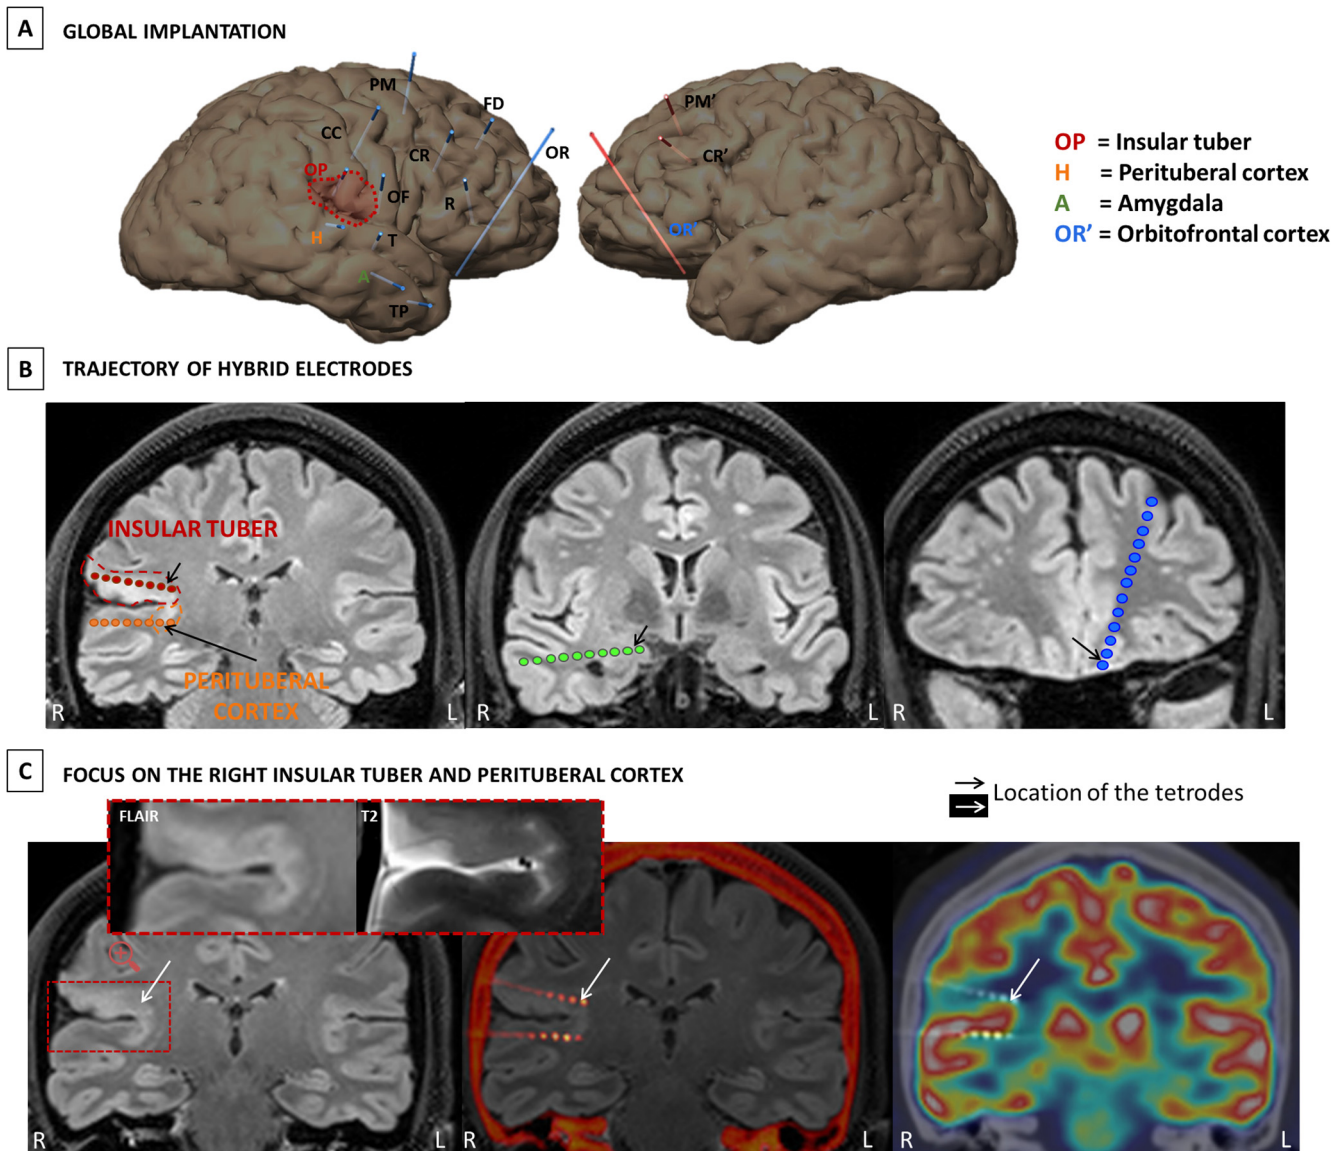 A GLOBAL IMPLANTATION
PM
FD
CC
CR
OR
OP
OF
R
H
T
A
TP
PM’
CR’
OR’
OP = Insular tuber
H = Perituberal cortex
A = Amygdala
OR’ = Orbitofrontal cortex
B TRAJECTORY OF HYBRID ELECTRODES
INSULAR TUBER
PERITUBERAL
CORTEX
R L
R L
R L
C FOCUS ON THE RIGHT INSULAR TUBER AND PERITUBERAL CORTEX
Location of the tetrodes
FLAIR
T2
R L
R L
R L